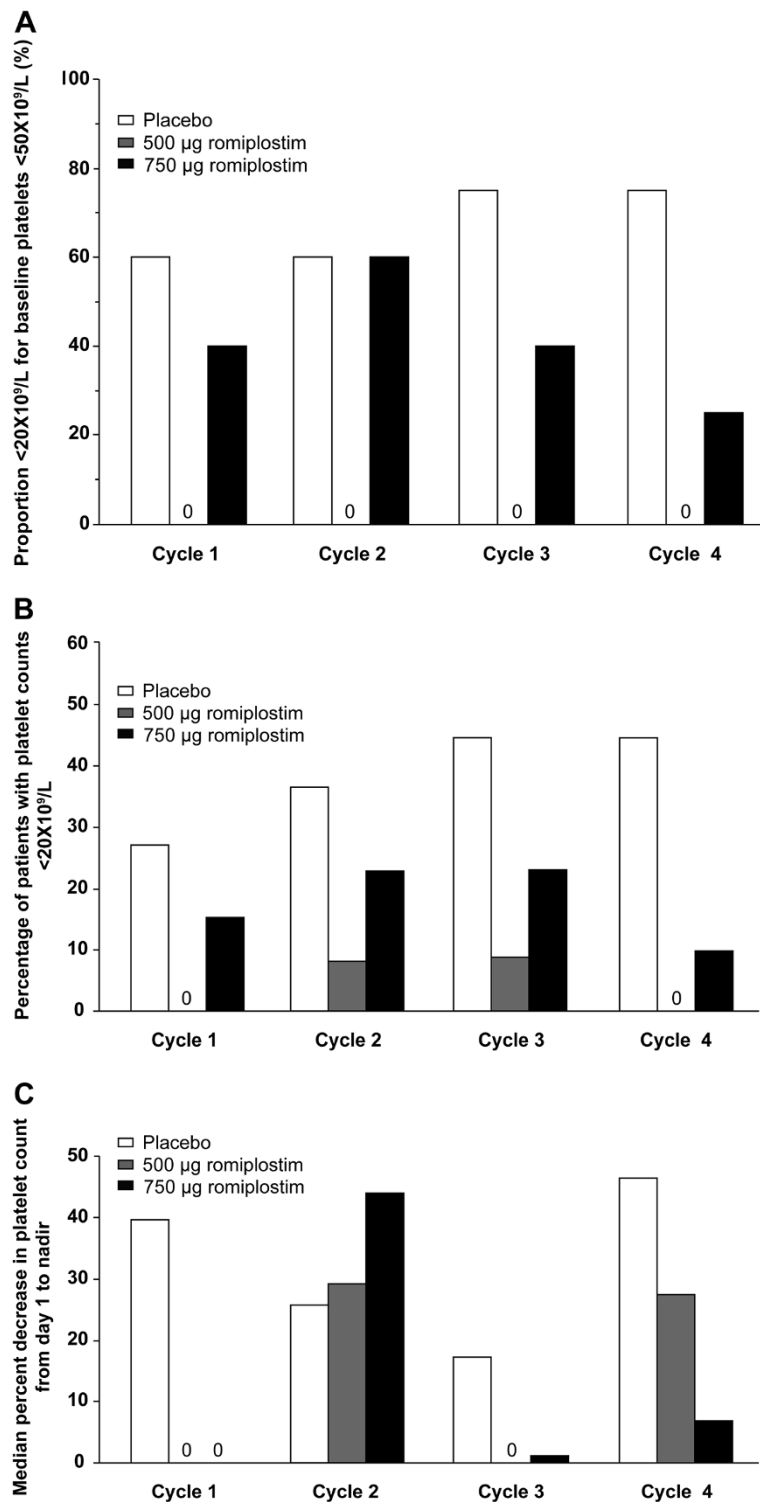 A
Proportion <20X10⁹/L for baseline platelets <50X10⁹/L (%)
100
80
60
40
20
0
Placebo
500 µg romiplostim
750 µg romiplostim
0
0
0
0
Cycle 1
Cycle 2
Cycle 3
Cycle 4
B
Percentage of patients with platelet counts
<20X10⁹/L
60
50
40
30
20
10
0
Placebo
500 µg romiplostim
750 µg romiplostim
0
0
Cycle 1
Cycle 2
Cycle 3
Cycle 4
C
Median percent decrease in platelet count
from day 1 to nadir
50
40
30
20
10
0
Placebo
500 µg romiplostim
750 µg romiplostim
0
0
0
Cycle 1
Cycle 2
Cycle 3
Cycle 4